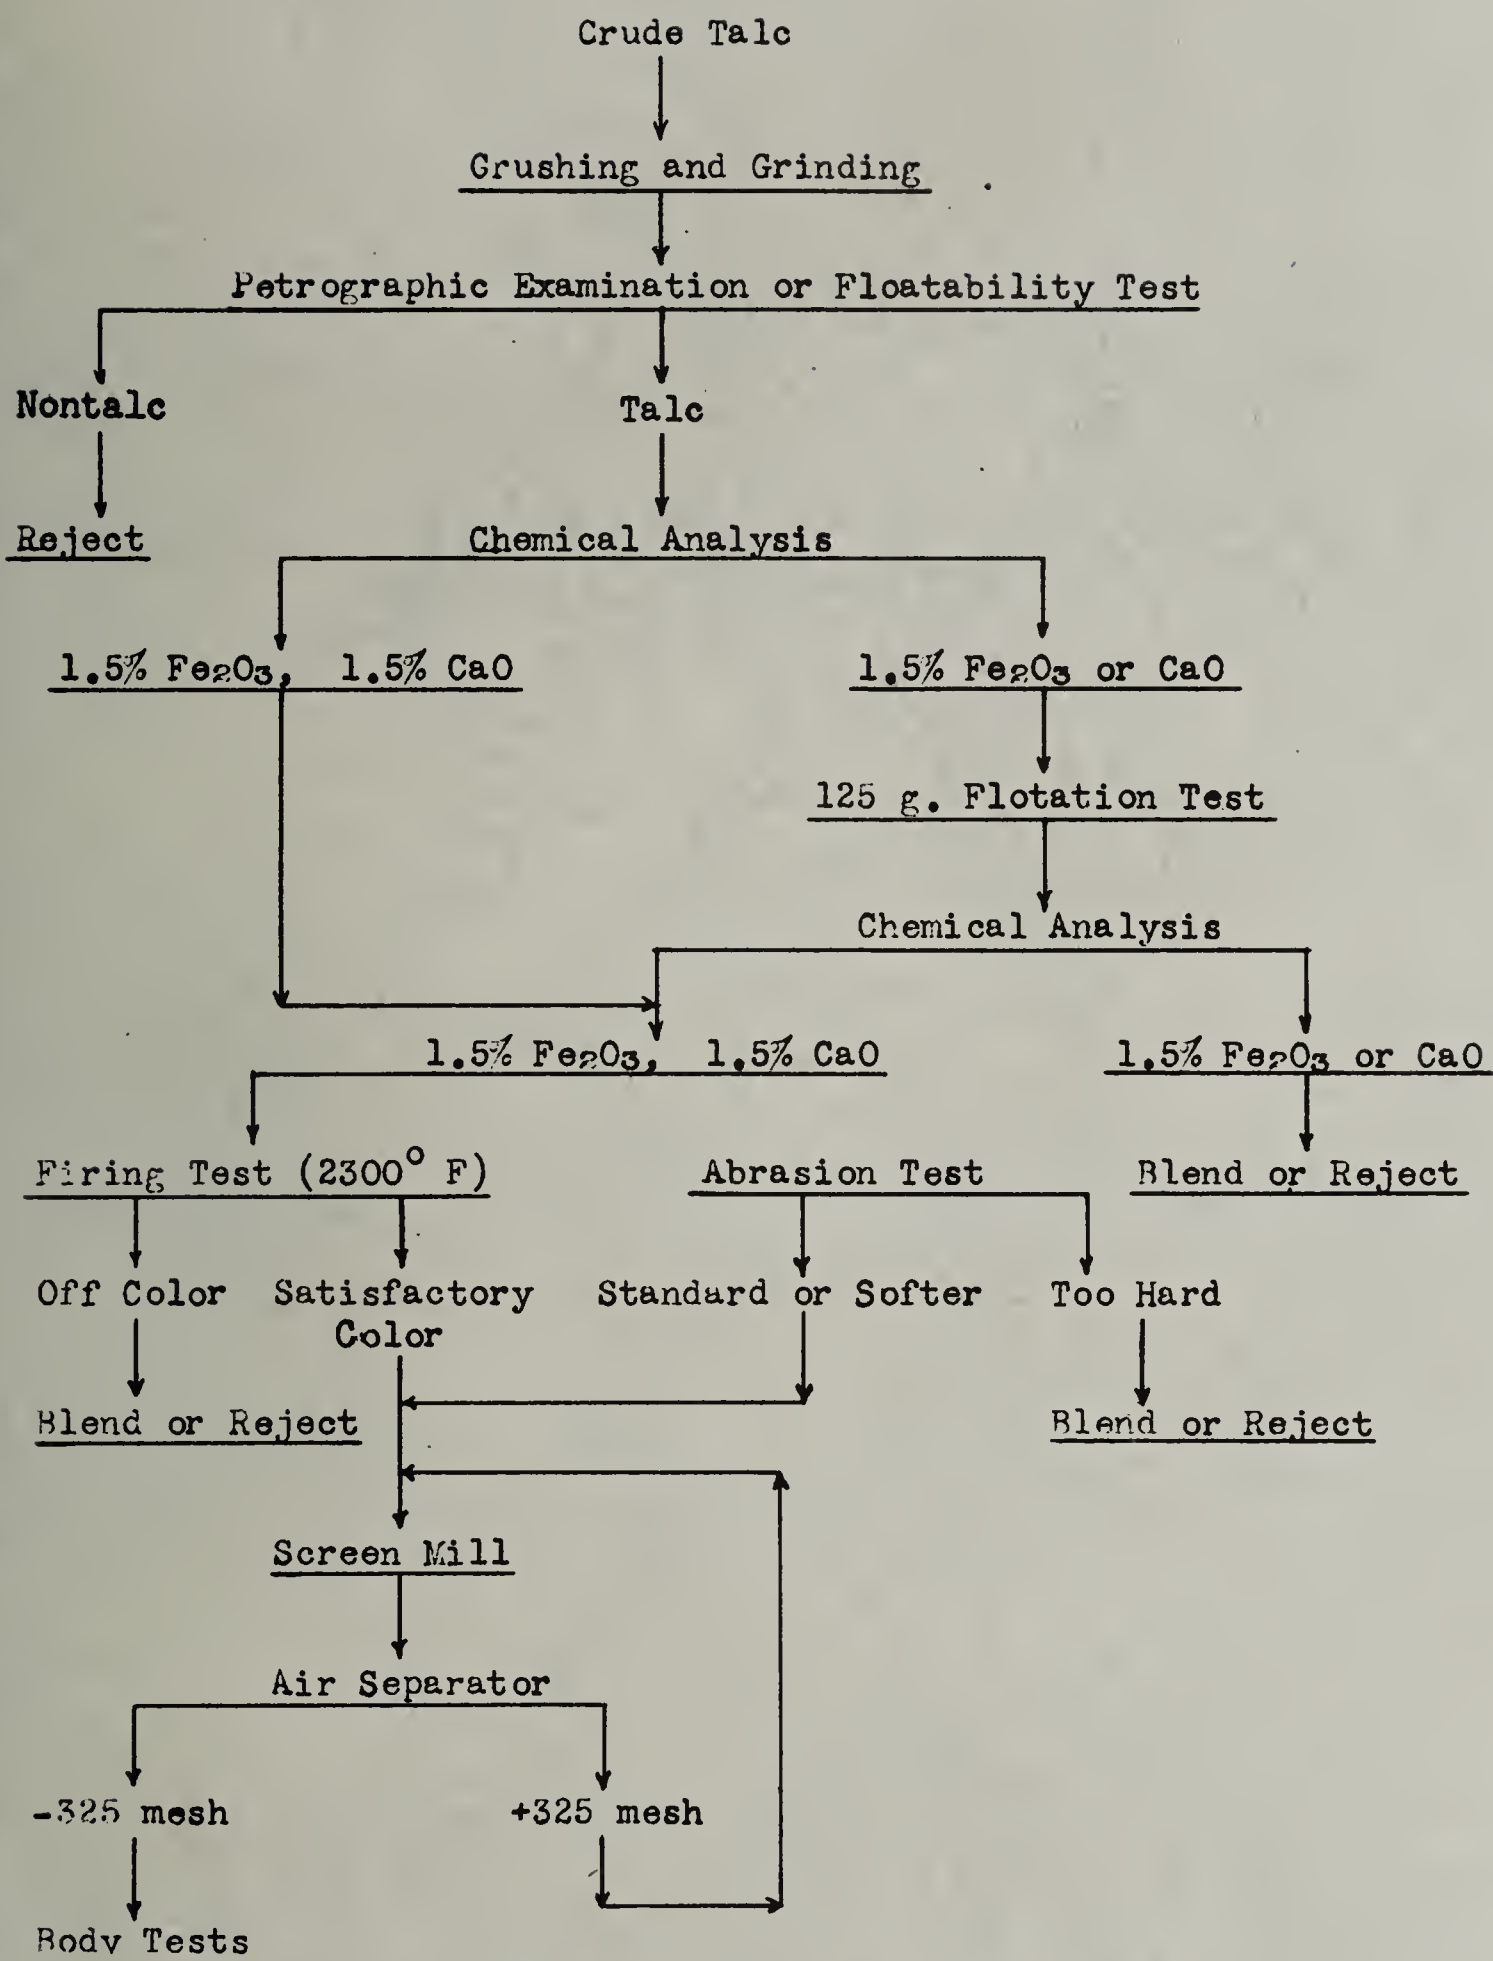 Crude Talc
Grushing and Grinding
Petrographic Examination or Floatability Test
Nontalc
Talc
Reject
Chemical Analysis
1.5% Fe₂O₃, 1.5% CaO
1.5% Fe₂O₃ or CaO
125 g. Flotation Test
Chemical Analysis
1.5% Fe₂O₃, 1.5% CaO
1.5% Fe₂O₃ or CaO
Firing Test (2300° F)
Abrasion Test
Blend or Reject
Off Color
Satisfactory
Color
Standard or Softer
Too Hard
Blend or Reject
Blend or Reject
Screen Mill
Air Separator
-325 mesh
+325 mesh
Body Tests